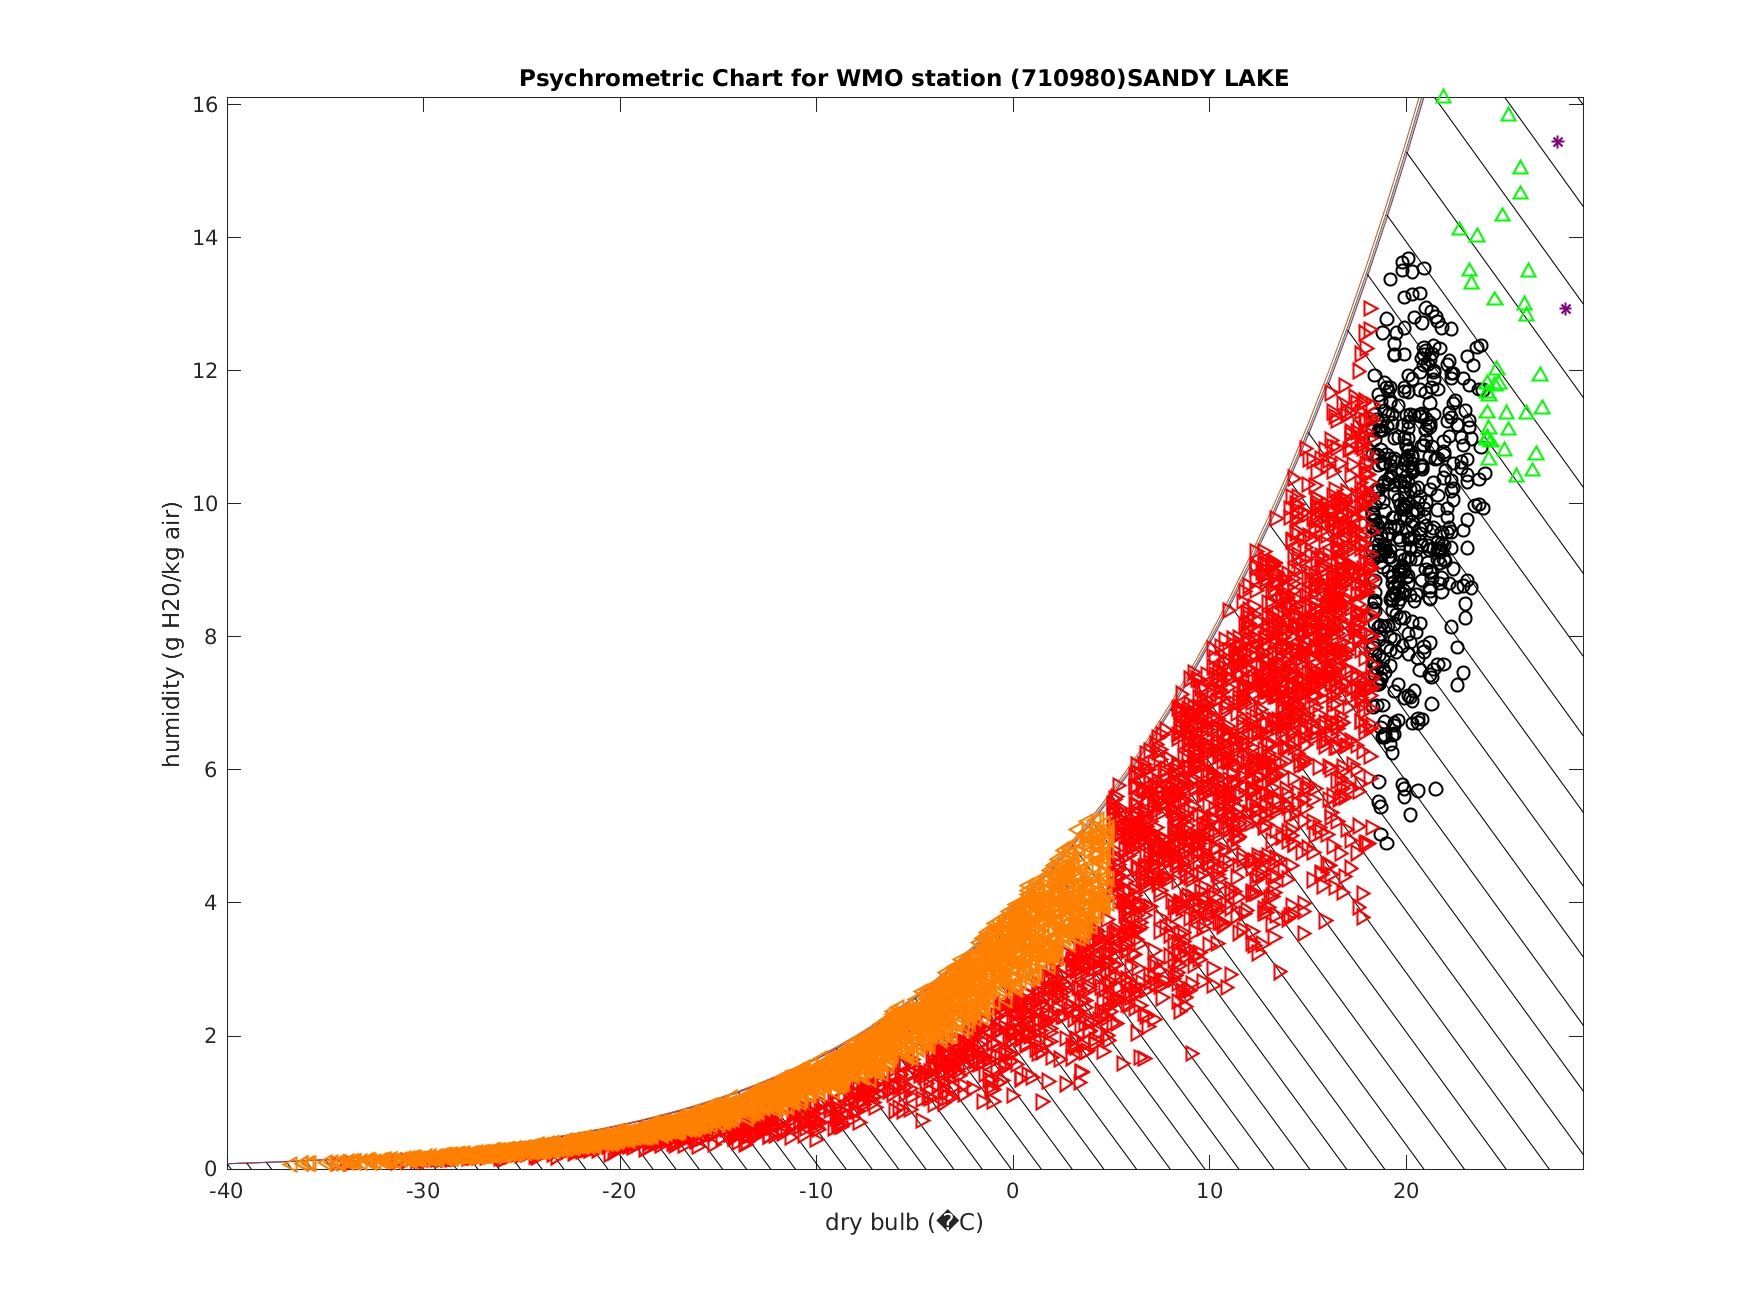 Psychrometric Chart for WMO station (710980)SANDY LAKE
16
14
12
10
8
6
4
2
0
humidity (g H20/kg air)
-40 -30 -20 -10 0 10 20
dry bulb (�C)